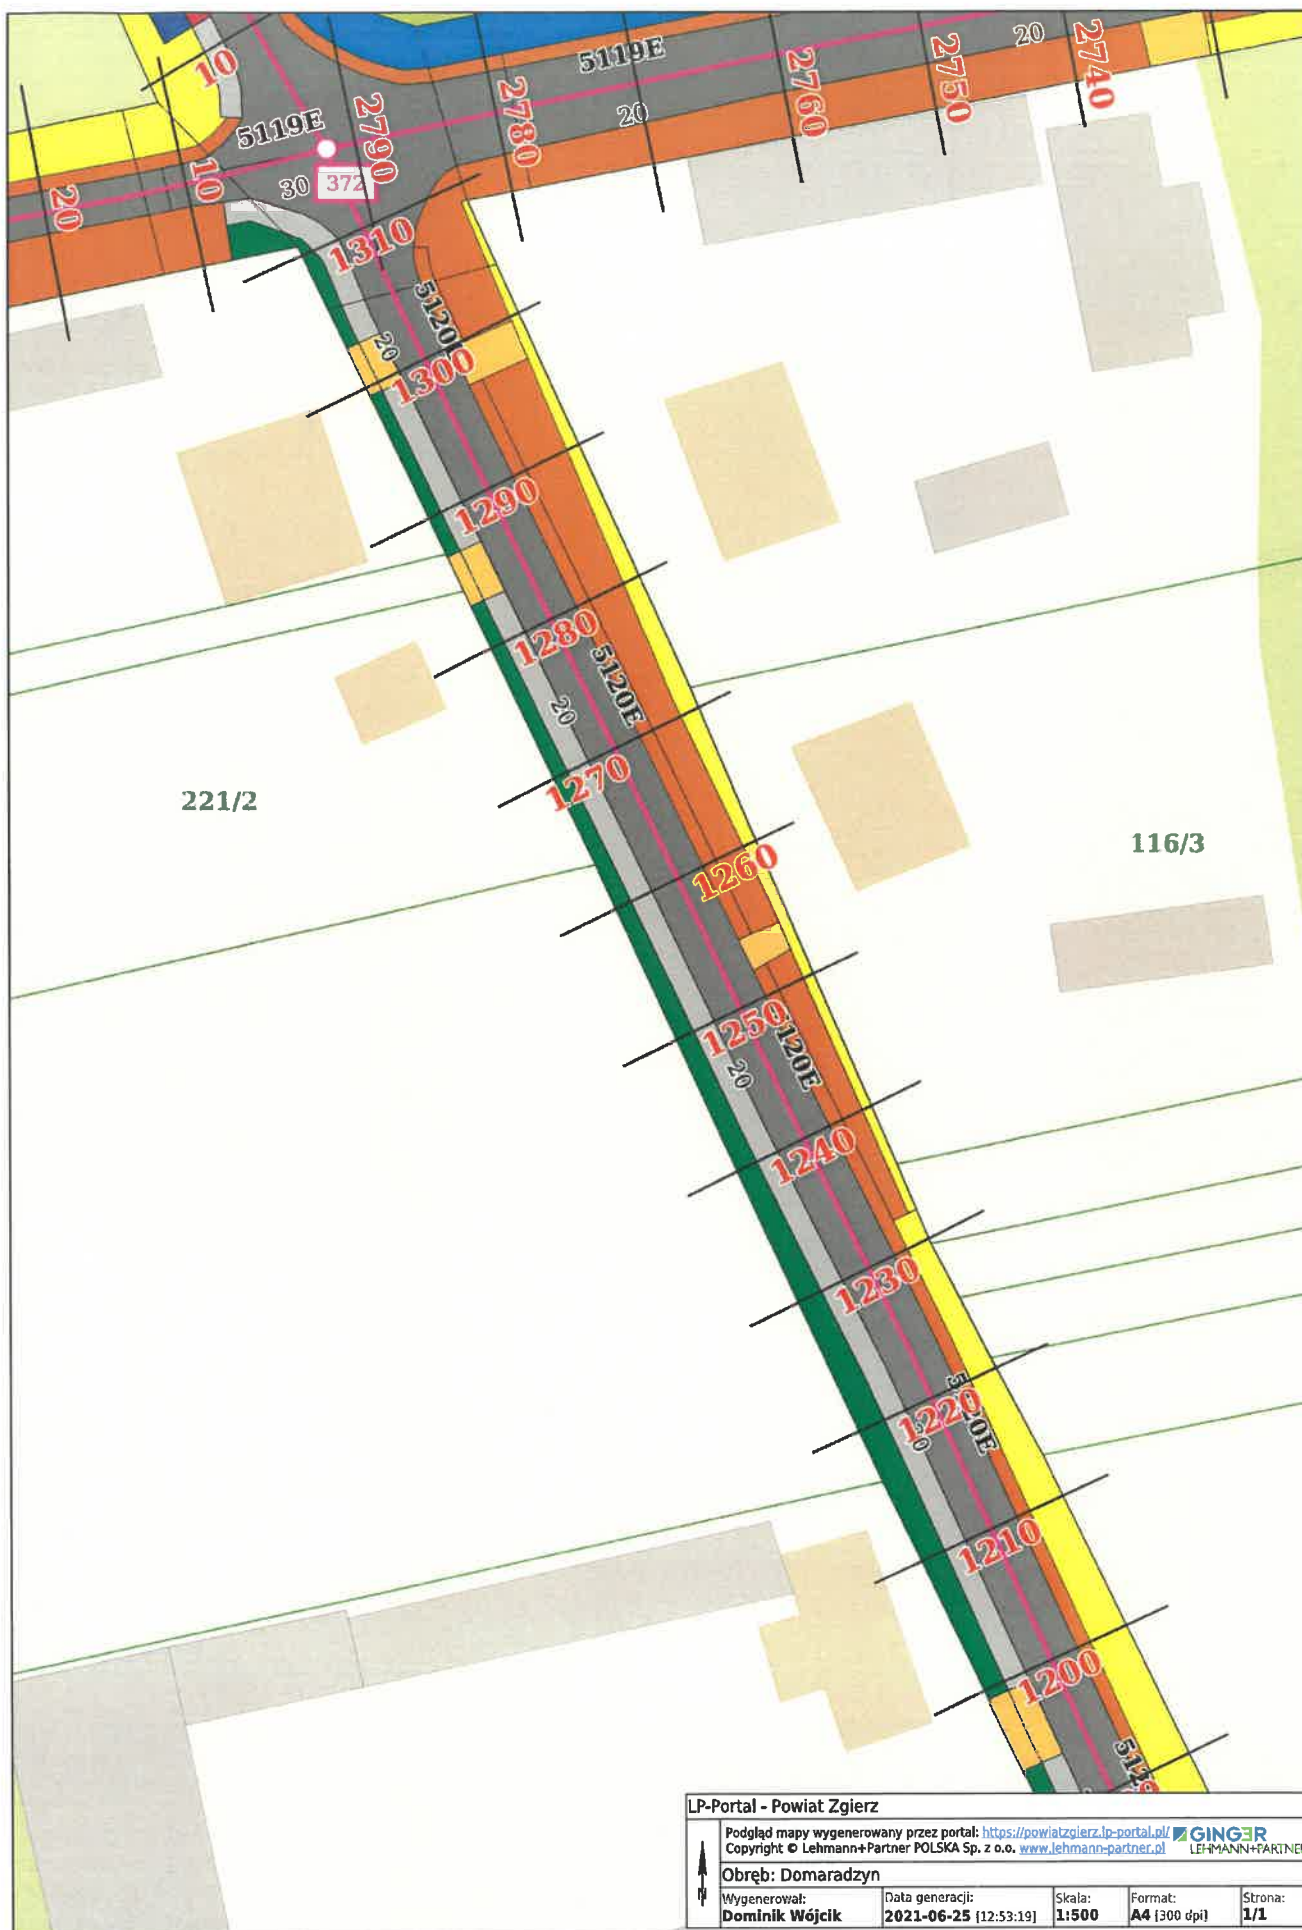 10
5119E
20
2740
2750
2760
2780
20
5119E
2790
10
30
372
20
1310
20
1300
1290
1280
5120E
20
1270
221/2
116/3
1260
1250
20
1240
1230
1220
1210
1200
LP-Portal - Powiat Zgierz
Podgląd mapy wygenerowany przez portal: https://powiatzgierz.lp-portal.pl/
GINGER
Copyright © Lehmann+Partner POLSKA Sp. z o.o. www.lehmann-partner.pl
LEHMANN+PARTNER
N
Obręb: Domaradzyn
Wygenerował: Data generacji: Skala: Format: Strona:
Dominik Wójcik 2021-06-25 [12:53:19] 1:500 A4 [300 dpi] 1/1